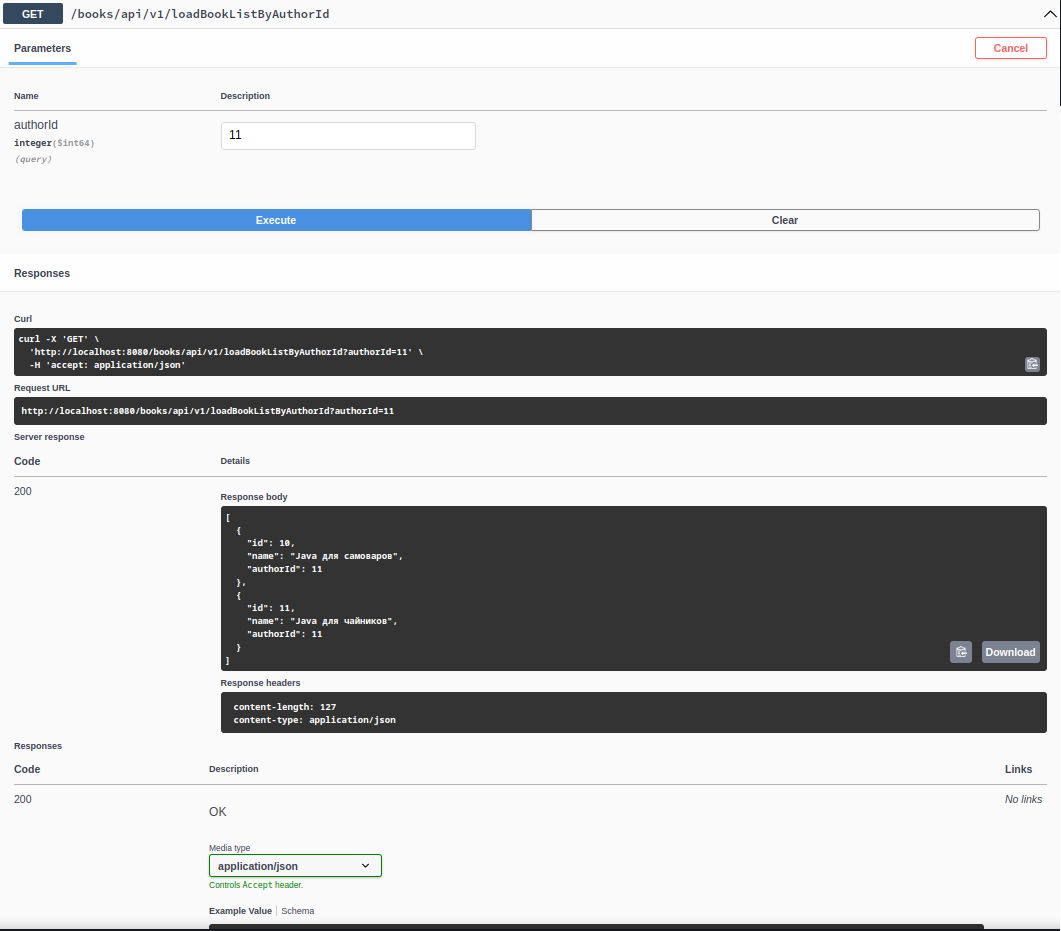 GET /books/api/v1/loadBookListByAuthorId
Parameters
Cancel
Name Description
authorId
integer($int64)
(query)
11
Execute Clear
Responses
Curl
curl -X 'GET' \
'http://localhost:8080/books/api/v1/loadBookListByAuthorId?authorId=11' \
-H 'accept: application/json'
Request URL
http://localhost:8080/books/api/v1/loadBookListByAuthorId?authorId=11
Server response
Code Details
200
Response body
[
{
"id": 10,
"name": "Java для самоваров",
"authorId": 11
},
{
"id": 11,
"name": "Java для чайников",
"authorId": 11
}
]
Download
Response headers
content-length: 127
content-type: application/json
Responses
Code Description Links
200
OK
No links
Media type
application/json
Controls Accept header.
Example Value Schema